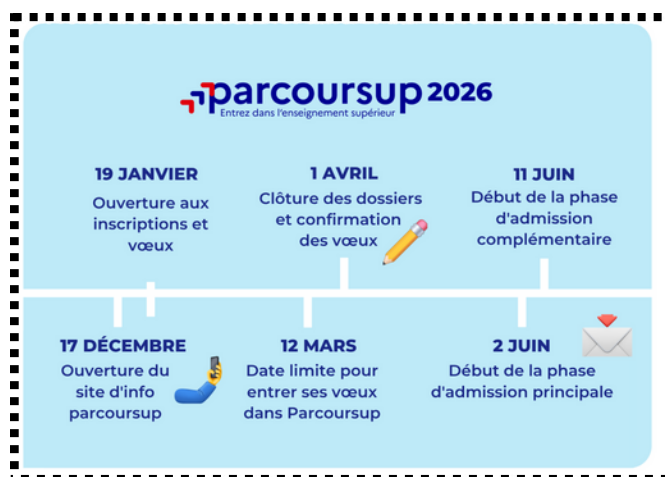 parcoursup 2026
Entrez dans l'enseignement supérieur
19 JANVIER
Ouverture aux
inscriptions et
vœux
1 AVRIL
Clôture des dossiers
et confirmation
des vœux
11 JUIN
Début de la phase
d'admission
complémentaire
17 DÉCEMBRE
Ouverture du
site d'info
parcoursup
12 MARS
Date limite pour
entrer ses vœux
dans Parcoursup
2 JUIN
Début de la phase
d'admission principale